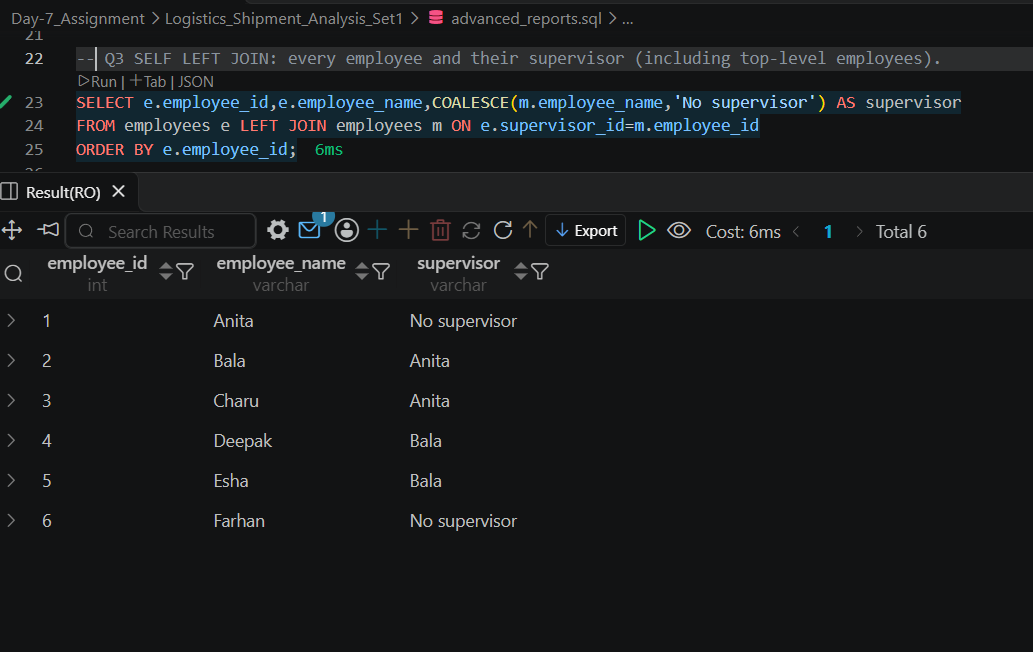 Day-7_Assignment > Logistics_Shipment_Analysis_Set1 > advanced_reports.sql > ...
21
22 -- Q3 SELF LEFT JOIN: every employee and their supervisor (including top-level employees).
▷Run | +Tab | JSON
23 SELECT e.employee_id,e.employee_name,COALESCE(m.employee_name,'No supervisor') AS supervisor
24 FROM employees e LEFT JOIN employees m ON e.supervisor_id=m.employee_id
25 ORDER BY e.employee_id; 6ms
26
Result(RO) ×
Search Results 1 Export Cost: 6ms < 1 > Total 6
employee_id employee_name supervisor
int varchar varchar
1 Anita No supervisor
2 Bala Anita
3 Charu Anita
4 Deepak Bala
5 Esha Bala
6 Farhan No supervisor